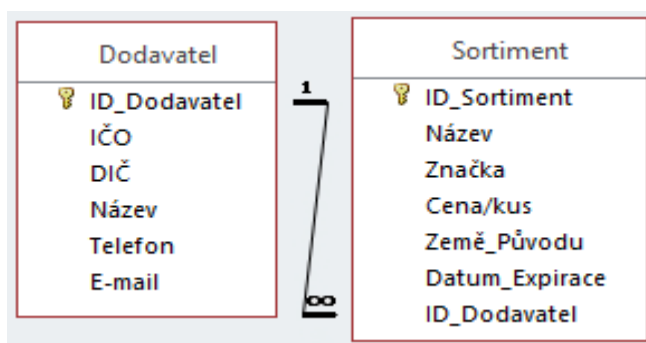 Dodavatel
ID_Dodavatel
IČO
DIČ
Název
Telefon
E-mail
1
∞
Sortiment
ID_Sortiment
Název
Značka
Cena/kus
Země_Původu
Datum_Expirace
ID_Dodavatel